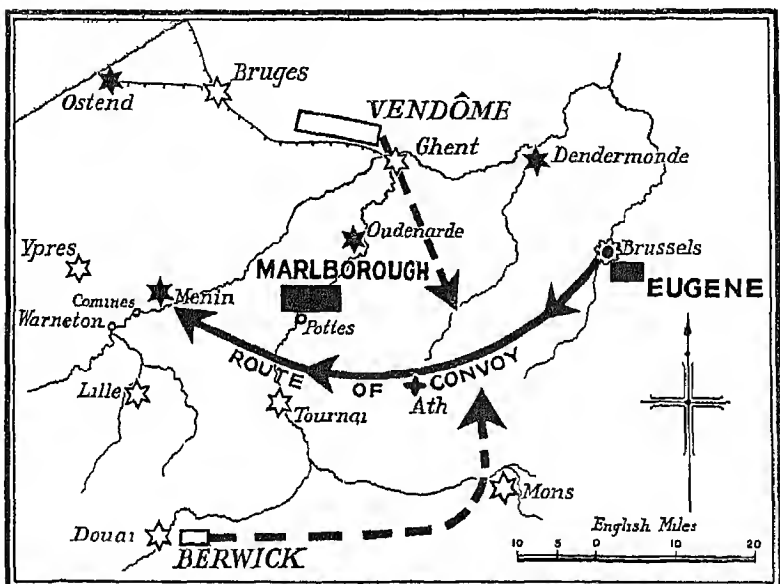 Bruges
Ostend
VENDÔME
Ghent
Dendermonde
Oudenarde
Ypres
Brussels
MARLBOROUGH
EUGENE
Menin
Comines
Warneton
Pottes
ROUTE OF CONVOY
Lille
Tournai
Ath
Mons
Douai
BERWICK
English Miles
10 5 0 10 20